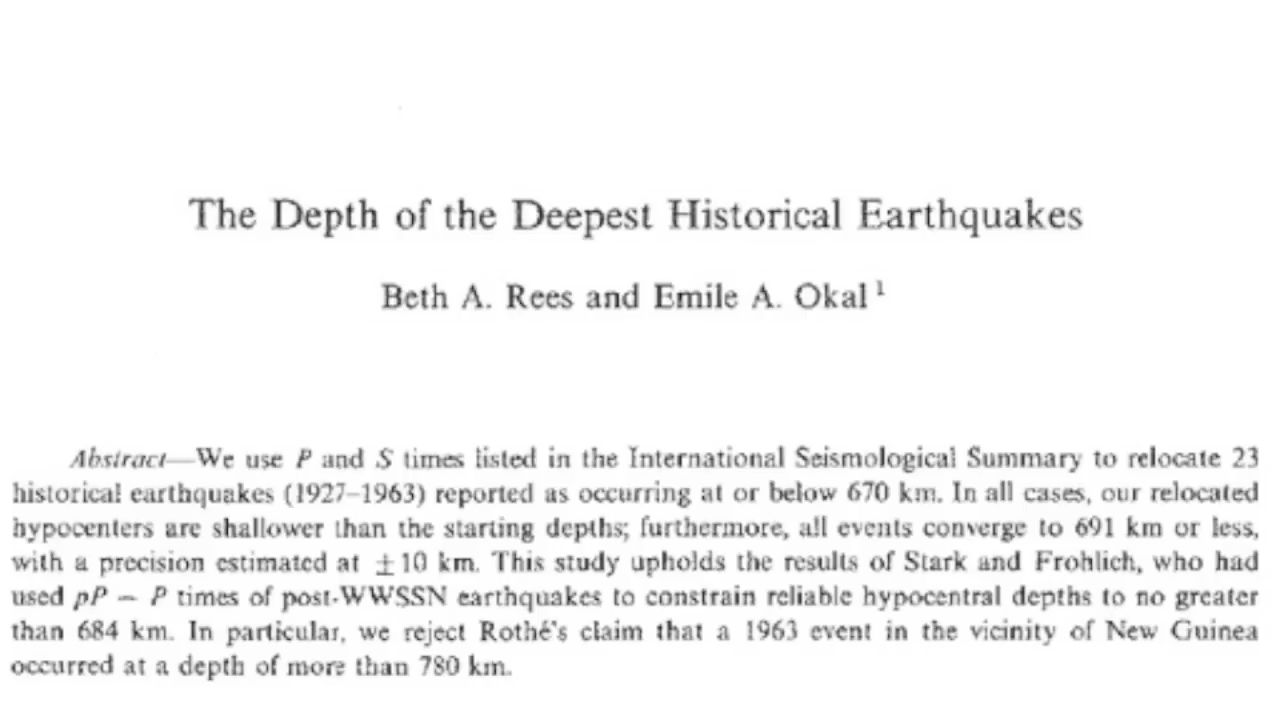 The Depth of the Deepest Historical Earthquakes
Beth A. Rees and Emile A. Okal¹
Abstract—We use P and S times listed in the International Seismological Summary to relocate 23
historical earthquakes (1927–1963) reported as occurring at or below 670 km. In all cases, our relocated
hypocenters are shallower than the starting depths; furthermore, all events converge to 691 km or less,
with a precision estimated at ±10 km. This study upholds the results of Stark and Frohlich, who had
used pP − P times of post-WWSSN earthquakes to constrain reliable hypocentral depths to no greater
than 684 km. In particular, we reject Rothé's claim that a 1963 event in the vicinity of New Guinea
occurred at a depth of more than 780 km.